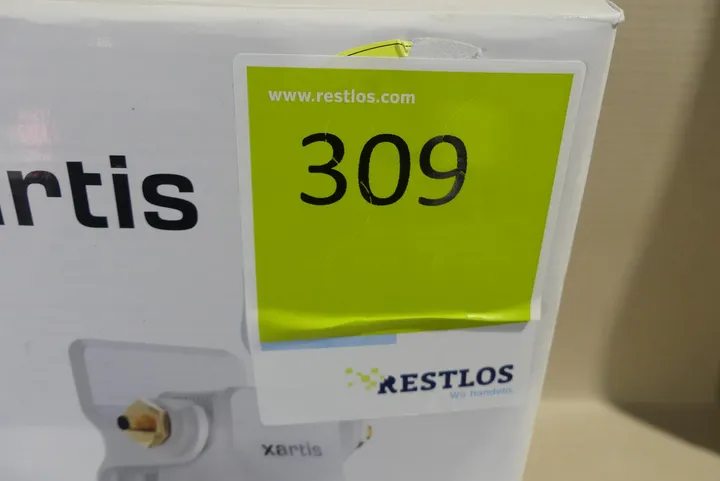 www.restlos.com
309
artis
RESTLOS
Wir handeln.
xartis